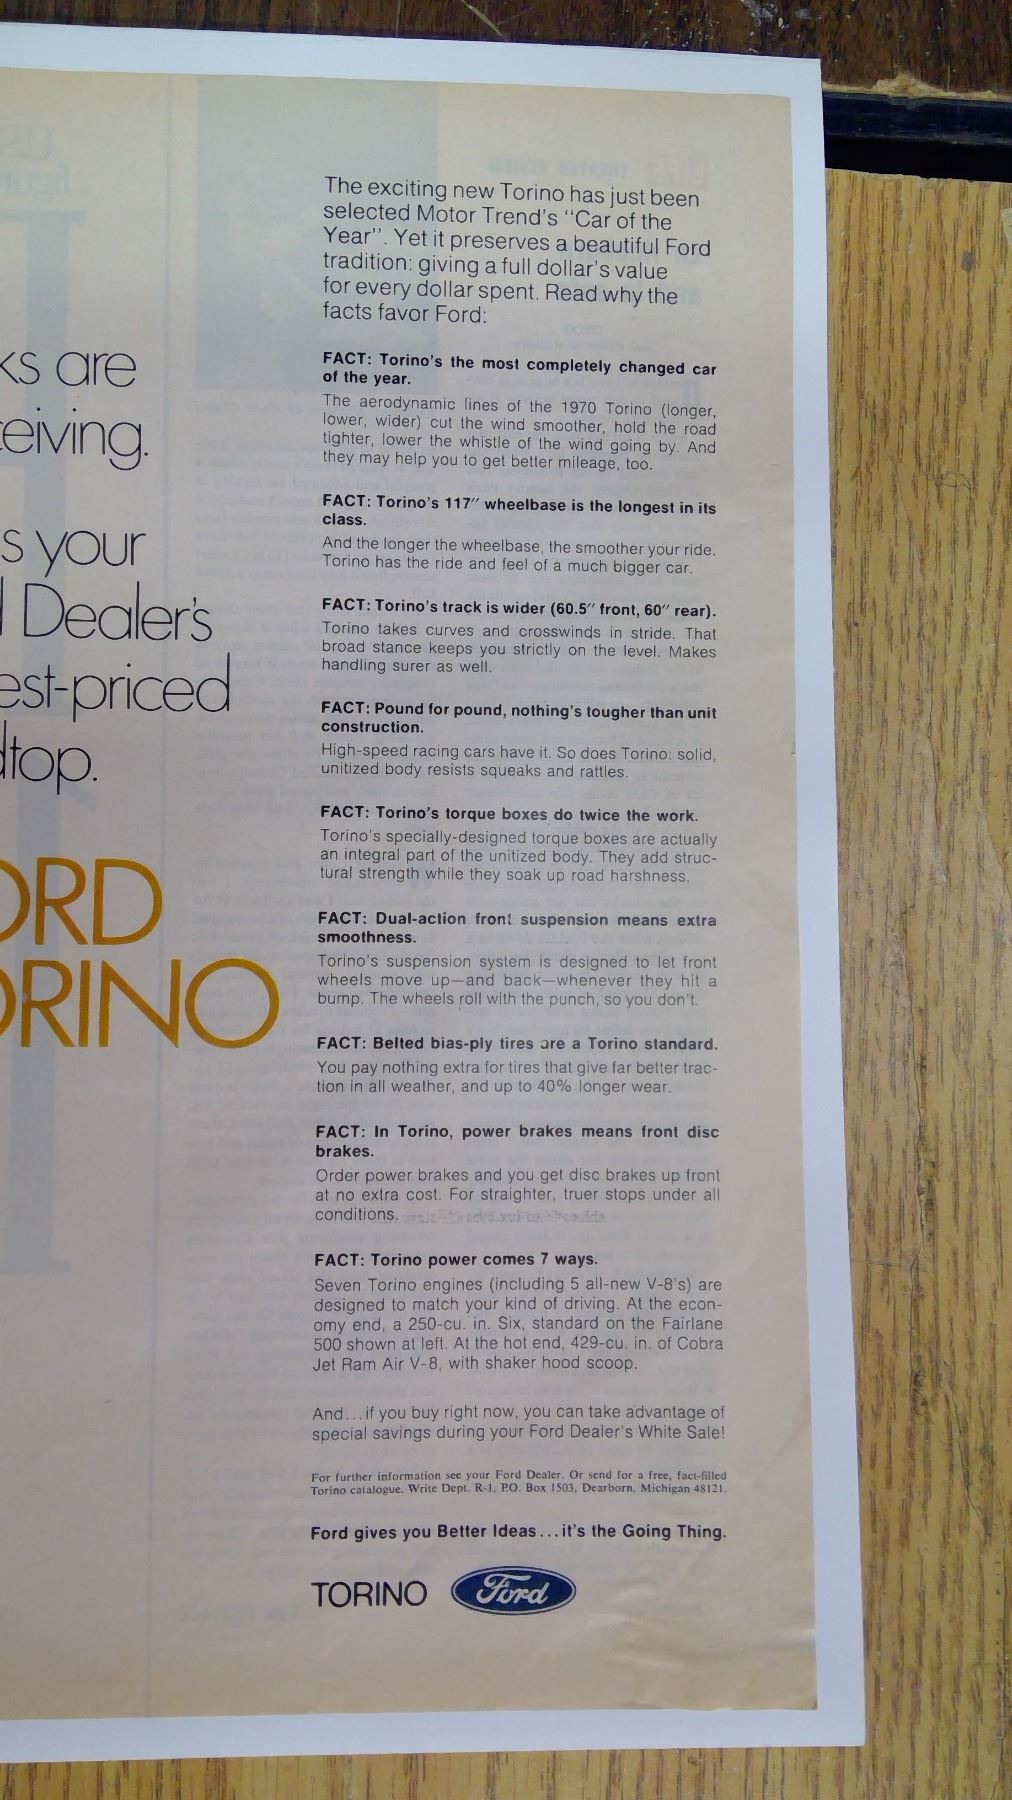 ks are
eiving.
s your
Dealer's
est-priced
dtop.
ORD
ORINO
The exciting new Torino has just been
selected Motor Trend's "Car of the
Year". Yet it preserves a beautiful Ford
tradition: giving a full dollar's value
for every dollar spent. Read why the
facts favor Ford:
FACT: Torino's the most completely changed car
of the year.
The aerodynamic lines of the 1970 Torino (longer,
lower, wider) cut the wind smoother, hold the road
tighter, lower the whistle of the wind going by. And
they may help you to get better mileage, too.
FACT: Torino's 117″ wheelbase is the longest in its
class.
And the longer the wheelbase, the smoother your ride.
Torino has the ride and feel of a much bigger car.
FACT: Torino's track is wider (60.5″ front, 60″ rear).
Torino takes curves and crosswinds in stride. That
broad stance keeps you strictly on the level. Makes
handling surer as well.
FACT: Pound for pound, nothing's tougher than unit
construction.
High-speed racing cars have it. So does Torino: solid,
unitized body resists squeaks and rattles.
FACT: Torino's torque boxes do twice the work.
Torino's specially-designed torque boxes are actually
an integral part of the unitized body. They add struc-
tural strength while they soak up road harshness.
FACT: Dual-action front suspension means extra
smoothness.
Torino's suspension system is designed to let front
wheels move up—and back—whenever they hit a
bump. The wheels roll with the punch, so you don't.
FACT: Belted bias-ply tires are a Torino standard.
You pay nothing extra for tires that give far better trac-
tion in all weather, and up to 40% longer wear.
FACT: In Torino, power brakes means front disc
brakes.
Order power brakes and you get disc brakes up front
at no extra cost. For straighter, truer stops under all
conditions.
FACT: Torino power comes 7 ways.
Seven Torino engines (including 5 all-new V-8's) are
designed to match your kind of driving. At the econ-
omy end, a 250-cu. in. Six, standard on the Fairlane
500 shown at left. At the hot end, 429-cu. in. of Cobra
Jet Ram Air V-8, with shaker hood scoop.
And...if you buy right now, you can take advantage of
special savings during your Ford Dealer's White Sale!
For further information see your Ford Dealer. Or send for a free, fact-filled
Torino catalogue. Write Dept. R-1, P.O. Box 1503, Dearborn, Michigan 48121.
Ford gives you Better Ideas...it's the Going Thing.
TORINO Ford